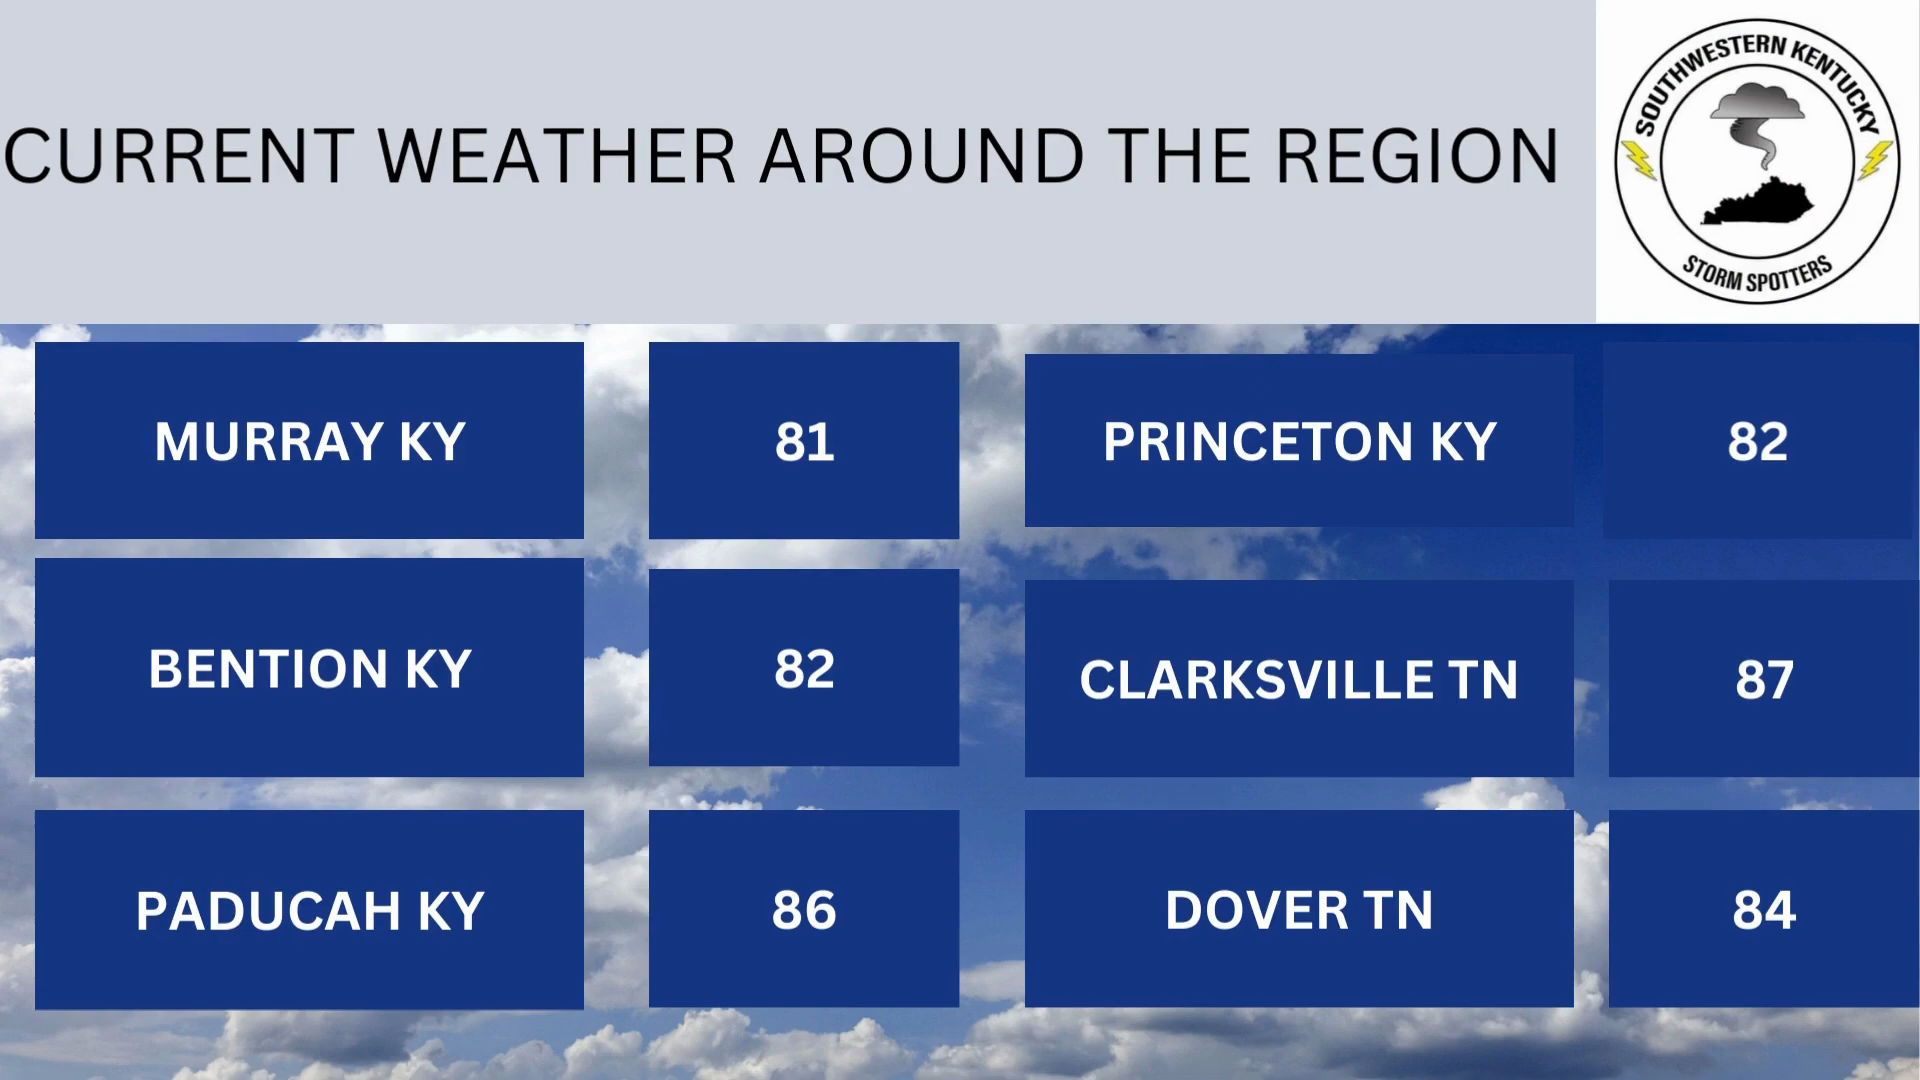 CURRENT WEATHER AROUND THE REGION
SOUTHWESTERN KENTUCKY
STORM SPOTTERS
MURRAY KY
81
PRINCETON KY
82
BENTION KY
82
CLARKSVILLE TN
87
PADUCAH KY
86
DOVER TN
84